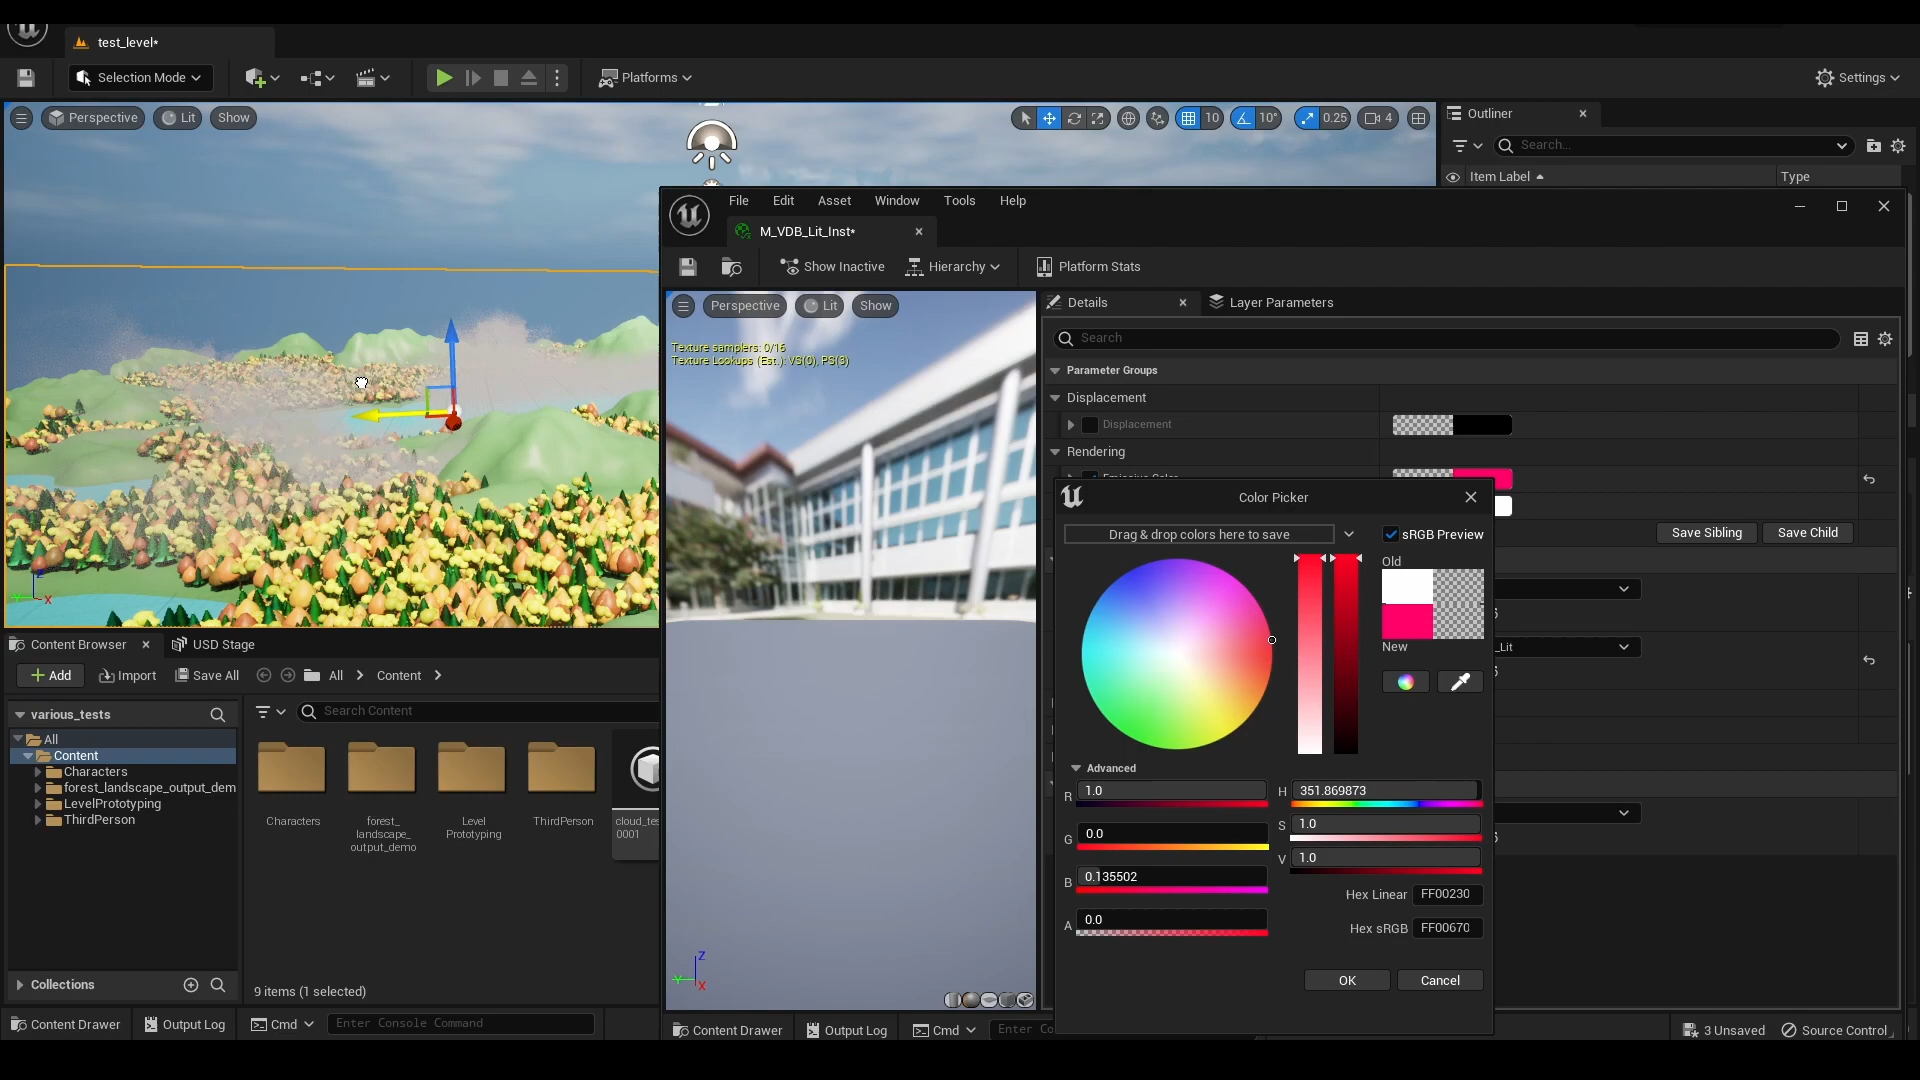 test_level*
Selection Mode
Platforms
Settings
Perspective
Lit
Show
10
10°
0.25
4
Outliner
Search...
Item Label
Type
File
Edit
Asset
Window
Tools
Help
M_VDB_Lit_Inst*
Show Inactive
Hierarchy
Platform Stats
Perspective
Lit
Show
Texture samplers: 0/16
Texture Lookups (Est.): VS(0), PS(3)
Z
X
Details
Layer Parameters
Search
Parameter Groups
Displacement
Displacement
Rendering
Emissive Color
Save Sibling
Save Child
_Lit
Color Picker
Drag & drop colors here to save
sRGB Preview
Old
New
Advanced
R
1.0
H
351.869873
G
0.0
S
1.0
B
0.135502
V
1.0
A
0.0
Hex Linear
FF00230
Hex sRGB
FF00670
OK
Cancel
X
Content Browser
USD Stage
Add
Import
Save All
All
Content
various_tests
Search Content
All
Content
Characters
forest_landscape_output_dem
LevelPrototyping
ThirdPerson
Characters
forest_
landscape_
output_demo
Level
Prototyping
ThirdPerson
cloud_tes
0001
Collections
9 items (1 selected)
Content Drawer
Output Log
Cmd
Enter Console Command
Content Drawer
Output Log
Cmd
Enter Co
3 Unsaved
Source Control